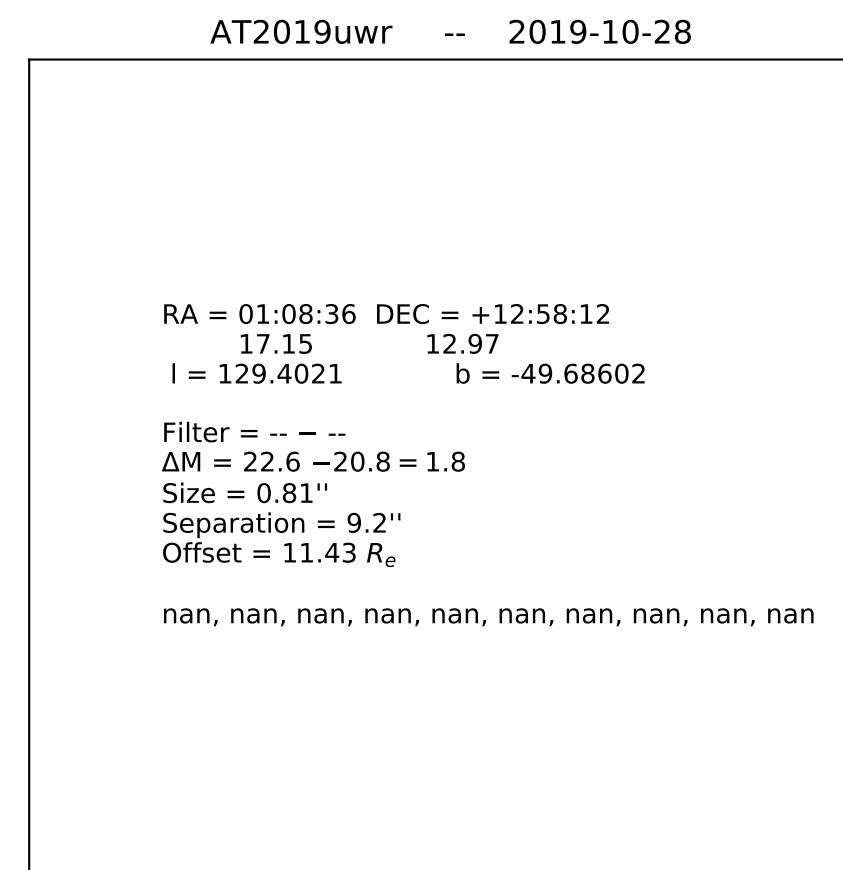 AT2019uwr -- 2019-10-28
RA = 01:08:36 DEC = +12:58:12
17.15 12.97
l = 129.4021 b = -49.68602
Filter = -- − --
ΔM = 22.6 −20.8 = 1.8
Size = 0.81''
Separation = 9.2''
Offset = 11.43 Rₑ
nan, nan, nan, nan, nan, nan, nan, nan, nan, nan